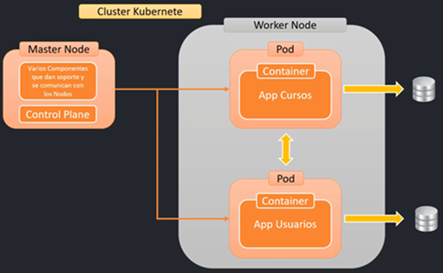 Cluster Kubernete
Worker Node
Master Node
Varios Componentes
que dan soporte y
se comunican con
los Nodos
Control Plane
Pod
Container
App Cursos
Pod
Container
App Usuarios